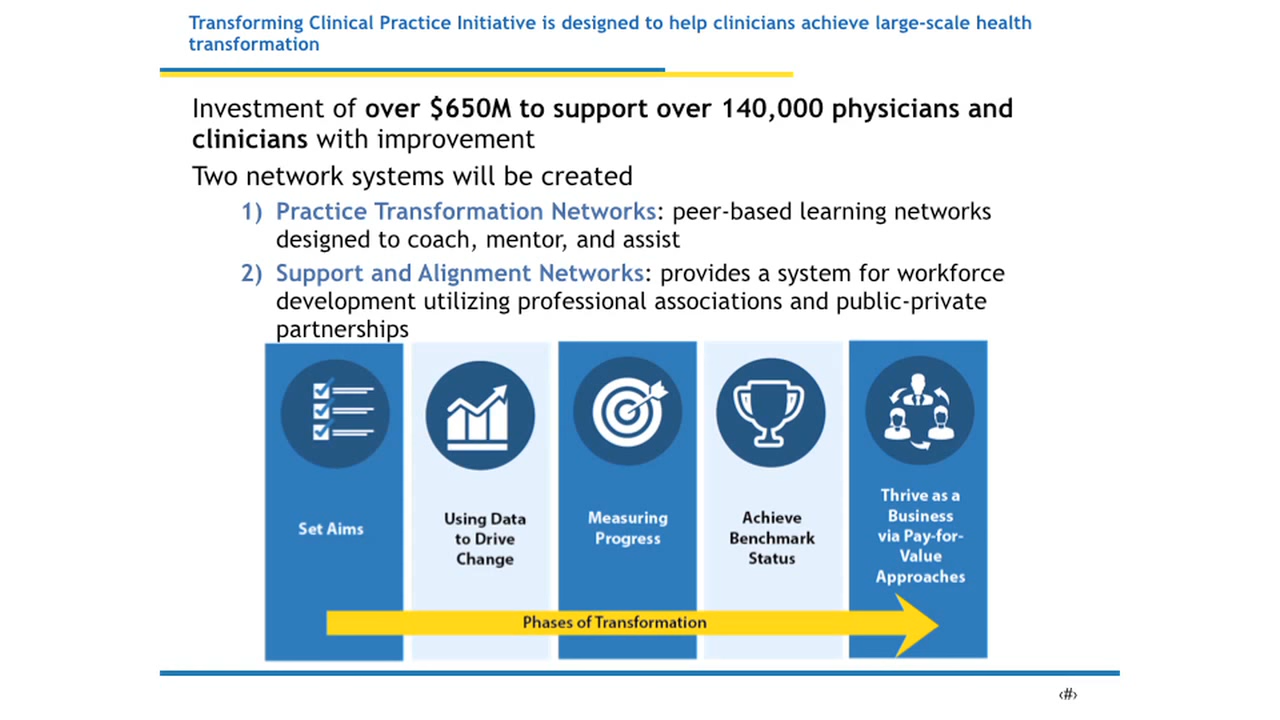 Transforming Clinical Practice Initiative is designed to help clinicians achieve large-scale health
transformation
Investment of over $650M to support over 140,000 physicians and
clinicians with improvement
Two network systems will be created
1) Practice Transformation Networks: peer-based learning networks
designed to coach, mentor, and assist
2) Support and Alignment Networks: provides a system for workforce
development utilizing professional associations and public-private
partnerships
Set Aims
Using Data
to Drive
Change
Measuring
Progress
Achieve
Benchmark
Status
Thrive as a
Business
via Pay-for-
Value
Approaches
Phases of Transformation
‹#›